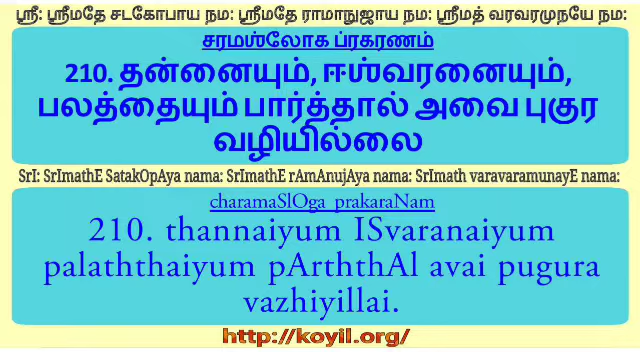 ஸ்ரீ: ஸ்ரீமதே சடகோபாய நம: ஸ்ரீமதே ராமாநுஜாய நம: ஸ்ரீமத் வரவரமுநயே நம:
சரமஸ்லோக ப்ரகரணம்
210. தன்னையும், ஈஸ்வரனையும்,
பலத்தையும் பார்த்தால் அவை புகுர
வழியில்லை
SrI: SrImathE SatakOpAya nama: SrImathE rAmAnujAya nama: SrImath varavaramunayE nama:
charamaSlOga prakaraNam
210. thannaiyum ISvaranaiyum
palaththaiyum pArththAl avai pugura
vazhiyillai.
http://koyil.org/